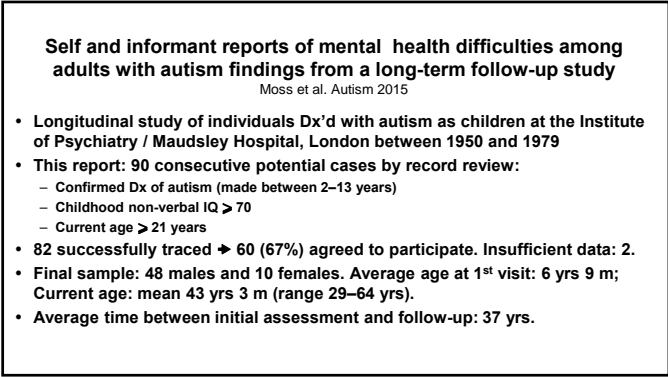 Self and informant reports of mental health difficulties among
adults with autism findings from a long-term follow-up study
Moss et al. Autism 2015
• Longitudinal study of individuals Dx'd with autism as children at the Institute
of Psychiatry / Maudsley Hospital, London between 1950 and 1979
• This report: 90 consecutive potential cases by record review:
– Confirmed Dx of autism (made between 2–13 years)
– Childhood non-verbal IQ ⩾ 70
– Current age ⩾ 21 years
• 82 successfully traced → 60 (67%) agreed to participate. Insufficient data: 2.
• Final sample: 48 males and 10 females. Average age at 1st visit: 6 yrs 9 m;
Current age: mean 43 yrs 3 m (range 29–64 yrs).
• Average time between initial assessment and follow-up: 37 yrs.